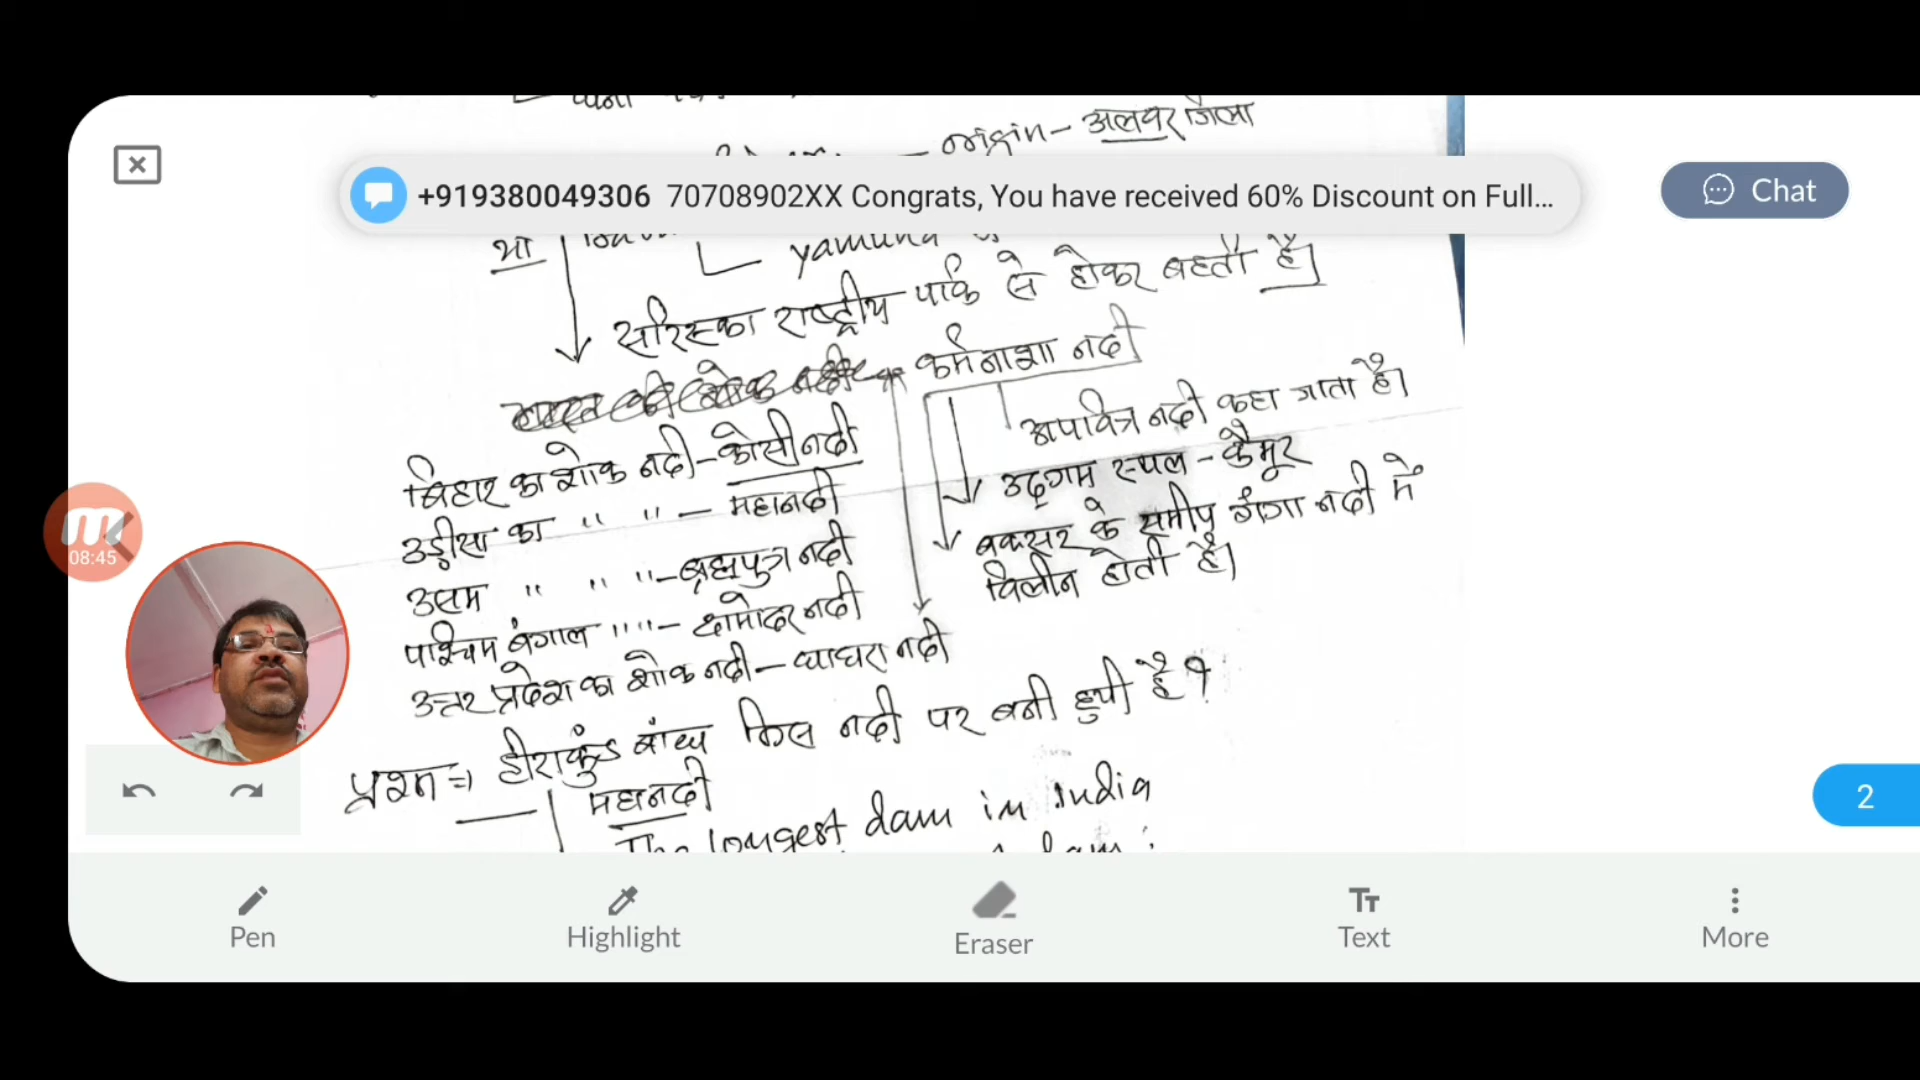 origin - अलवर जिला
+919380049306 70708902XX Congrats, You have received 60% Discount on Full...
Chat
या
yamuna
सरिस्का राष्ट्रीय पार्क से होकर बहती है।
कर्मनाशा नदी
अपवित्र नदी कहा जाता है।
बिहार का शोक नदी - कोसी नदी
उद्गम स्थल - कैमूर
उड़ीसा का " " - महानदी
बकसर के समीप गंगा नदी में
विलीन होती है।
असम " " " - ब्रह्मपुत्र नदी
08:45
पश्चिम बंगाल " " - दामोदर नदी
उत्तर प्रदेश का शोक नदी - घाघरा नदी
प्रश्न => हीराकुंड बांध किस नदी पर बनी हुयी है?
महानदी
The longest dam in India
2
Pen
Highlight
Eraser
Text
More